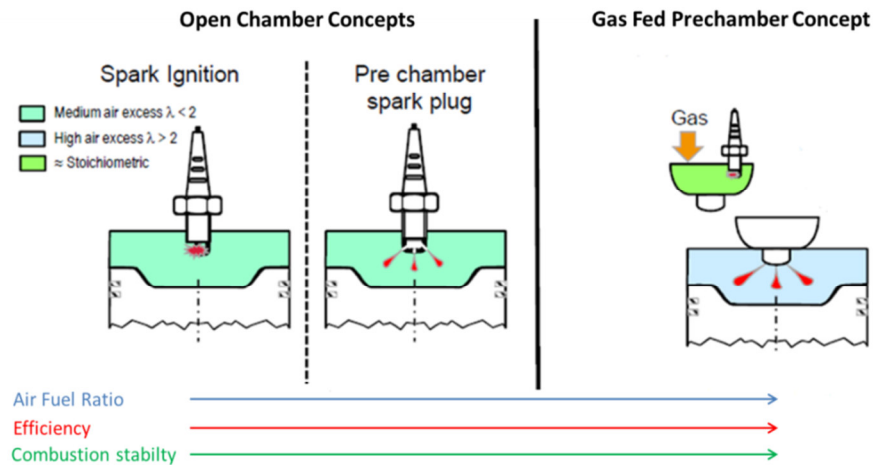 Open Chamber Concepts
Gas Fed Prechamber Concept
Spark Ignition
Pre chamber
spark plug
Medium air excess λ < 2
High air excess λ > 2
≈ Stoichiometric
Gas
Air Fuel Ratio
Efficiency
Combustion stabilty